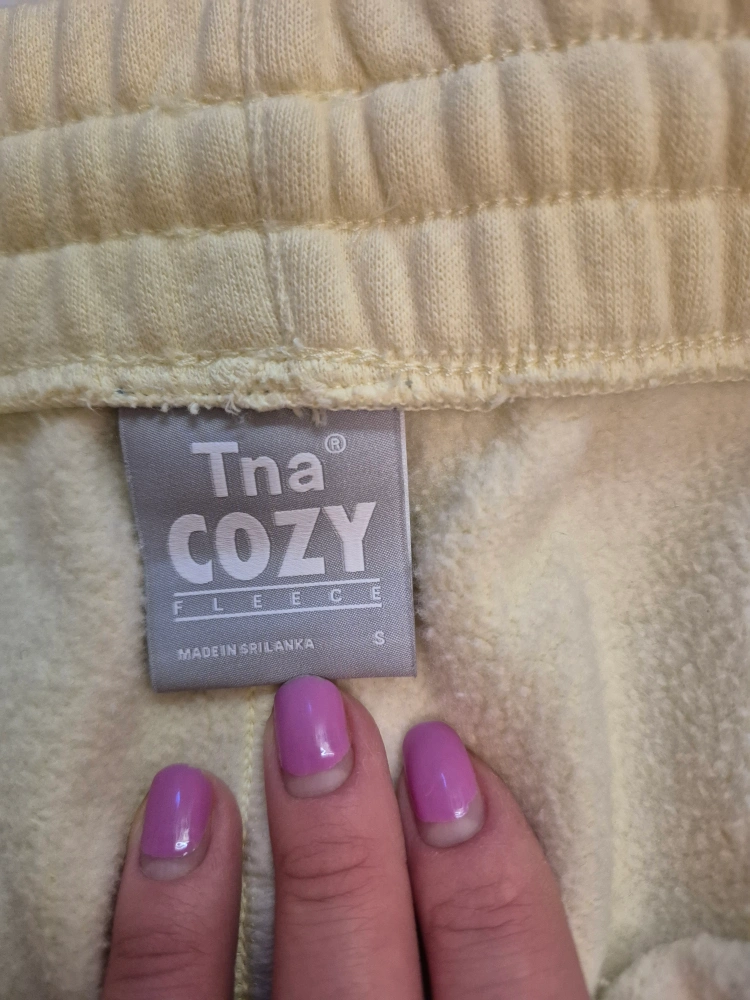 Tna®
COZY
FLEECE
MADE IN SRI LANKA S